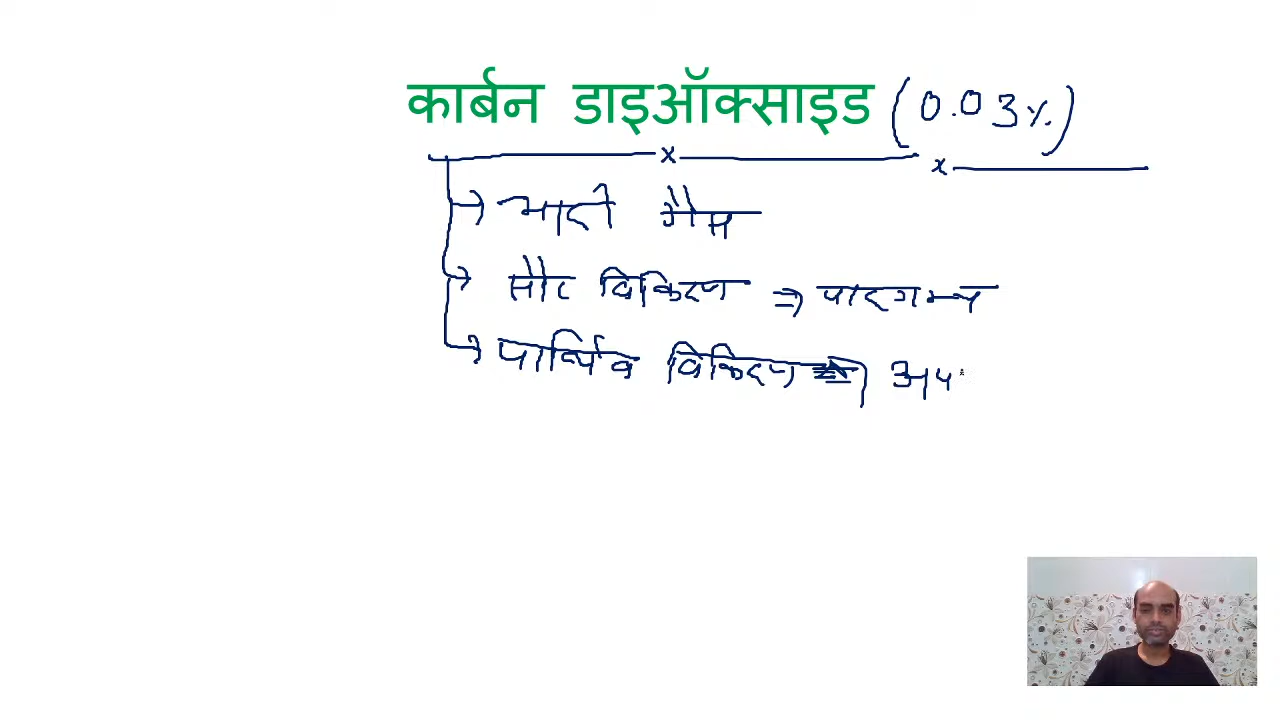 कार्बन डाइऑक्साइड (0.03%)
→ भारी गैस
→ सौर विकिरण ⇒ पारगम्य
→ पार्थिव विकिरण ⇒ अप